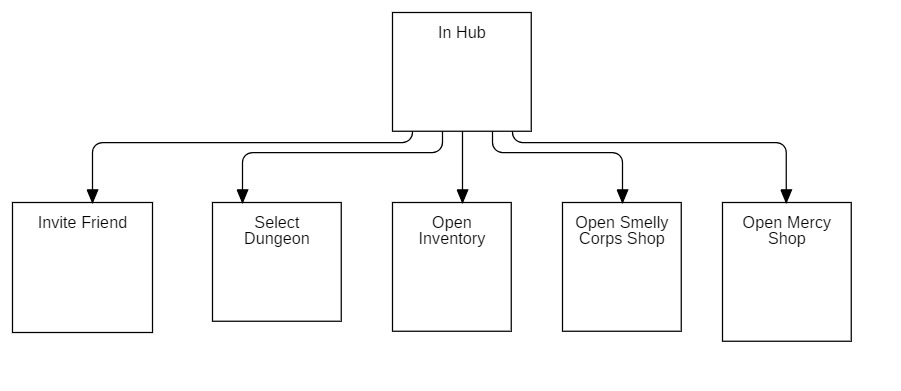 In Hub
Invite Friend
Select
Dungeon
Open
Inventory
Open Smelly
Corps Shop
Open Mercy
Shop